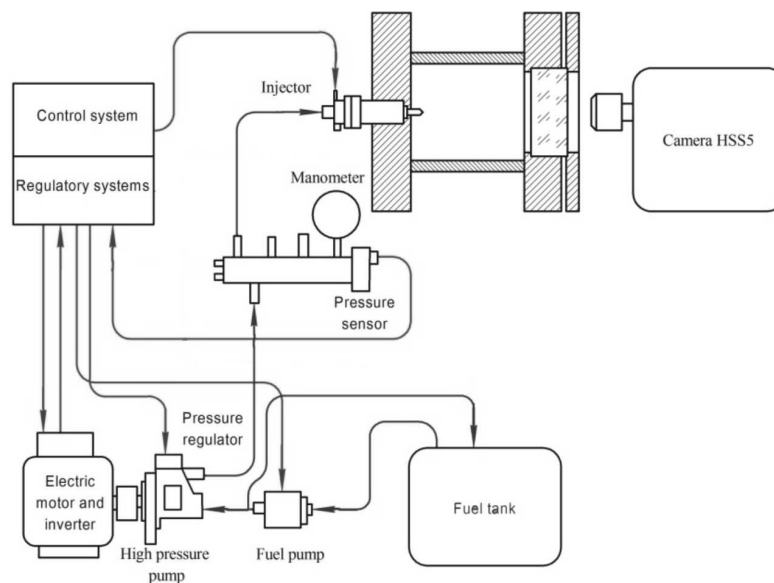 Injector
Control system
Camera HSS5
Regulatory systems
Manometer
Pressure
sensor
Pressure
regulator
Electric
motor and
inverter
Fuel tank
High pressure
pump
Fuel pump